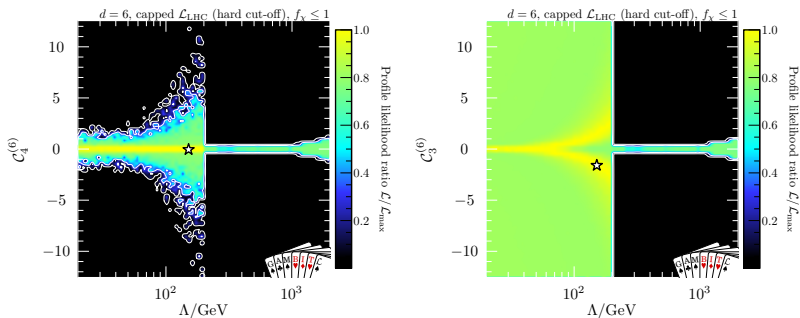 d = 6, capped ℒ_LHC (hard cut-off), f_χ ≤ 1
10
5
0
−5
−10
𝒞_4^(6)
10^2
10^3
Λ/GeV
1.0
0.8
0.6
0.4
0.2
Profile likelihood ratio ℒ/ℒ_max
GAMBIT
d = 6, capped ℒ_LHC (hard cut-off), f_χ ≤ 1
10
5
0
−5
−10
𝒞_3^(6)
10^2
10^3
Λ/GeV
1.0
0.8
0.6
0.4
0.2
Profile likelihood ratio ℒ/ℒ_max
GAMBIT